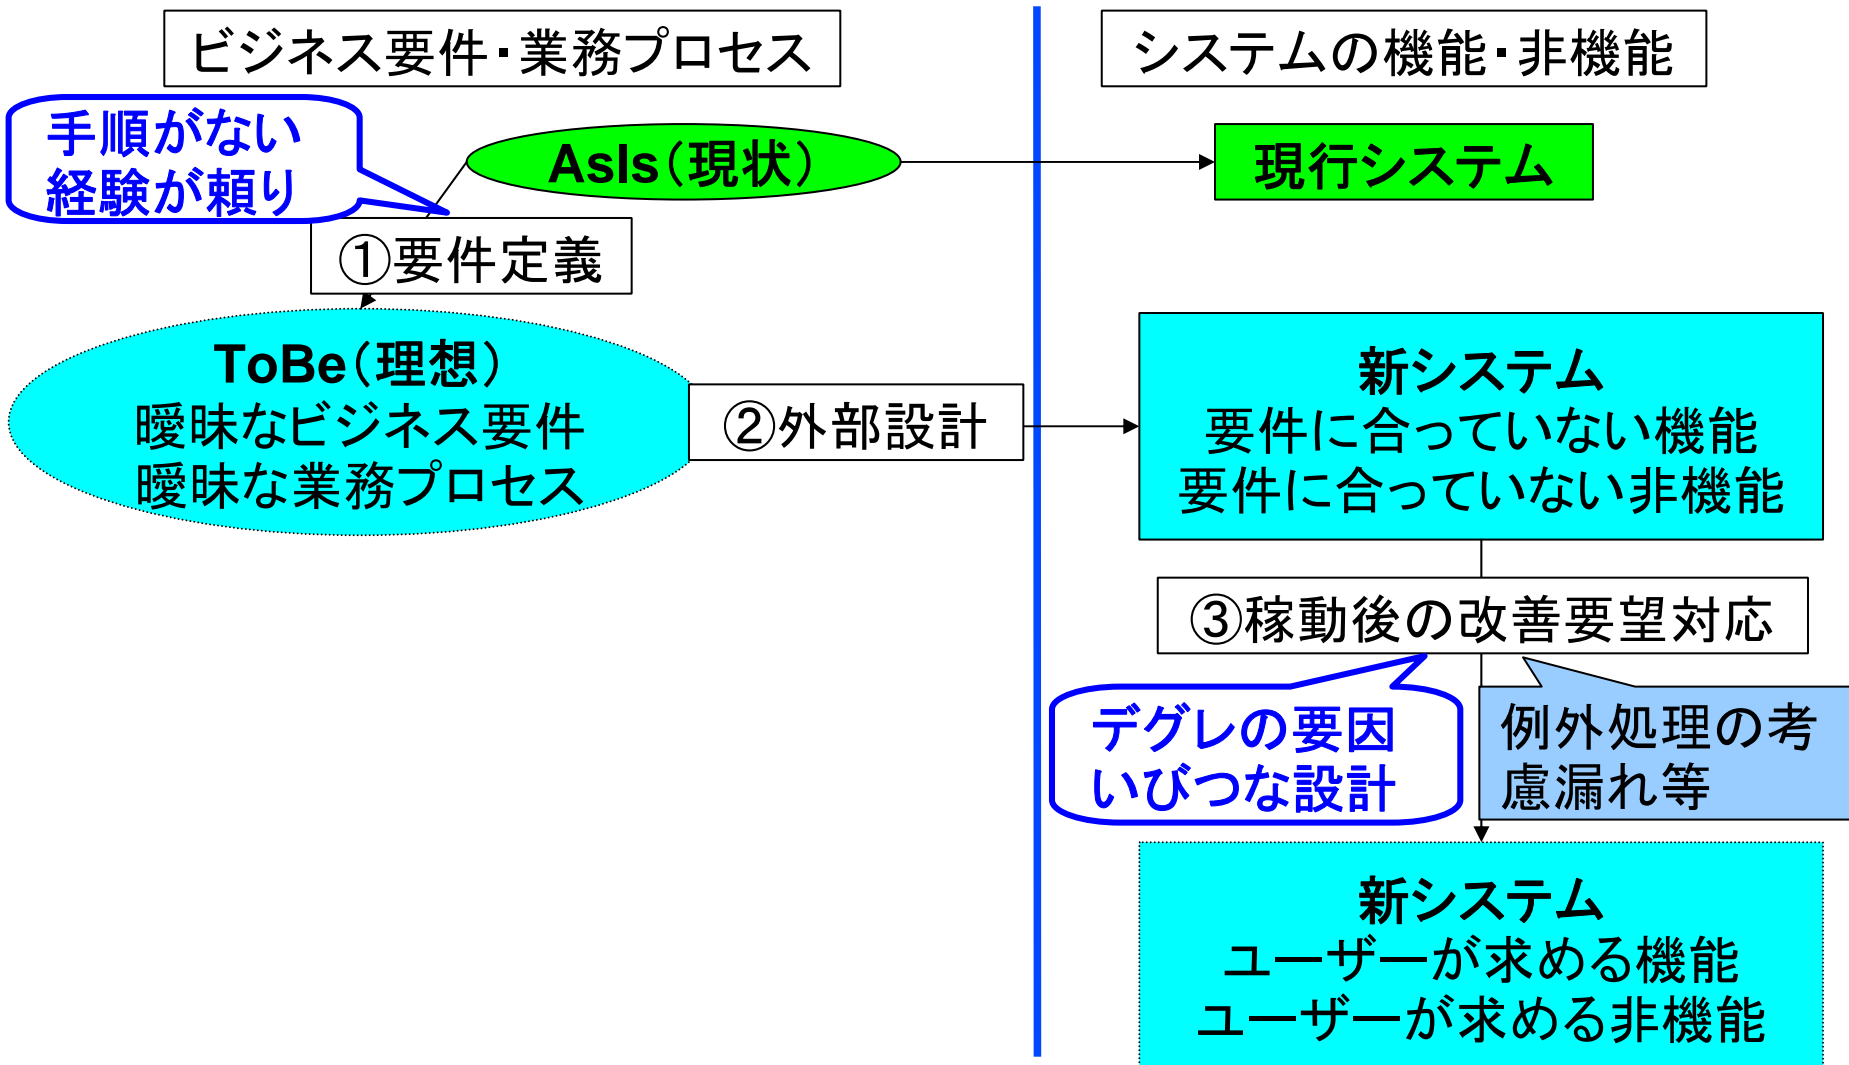 ビジネス要件・業務プロセス
システムの機能・非機能
手順がない
経験が頼り
AsIs(現状)
現行システム
①要件定義
ToBe(理想)
曖昧なビジネス要件
曖昧な業務プロセス
②外部設計
新システム
要件に合っていない機能
要件に合っていない非機能
③稼動後の改善要望対応
デグレの要因
いびつな設計
例外処理の考
慮漏れ等
新システム
ユーザーが求める機能
ユーザーが求める非機能